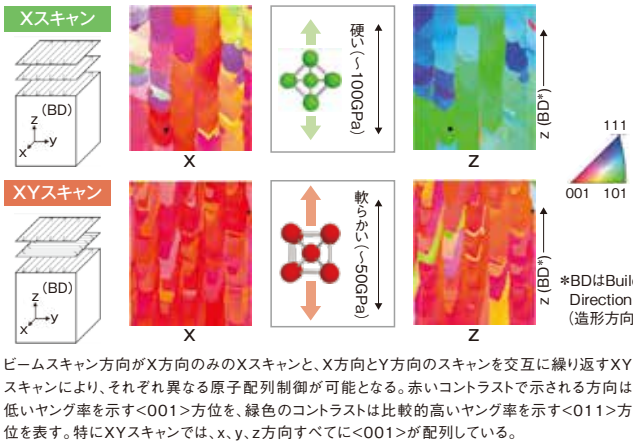 Xスキャン
(BD)
z
y
x
X
硬い(〜100GPa)
Z
z (BD*)
111
001 101
XYスキャン
(BD)
z
y
x
X
軟らかい(〜50GPa)
Z
z (BD*)
*BDはBuil
Direction
(造形方向
ビームスキャン方向がX方向のみのXスキャンと、X方向とY方向のスキャンを交互に繰り返すXY
スキャンにより、それぞれ異なる原子配列制御が可能となる。赤いコントラストで示される方向は
低いヤング率を示す<001>方位を、緑色のコントラストは比較的高いヤング率を示す<011>方
位を表す。特にXYスキャンでは、x、y、z方向すべてに<001>が配列している。